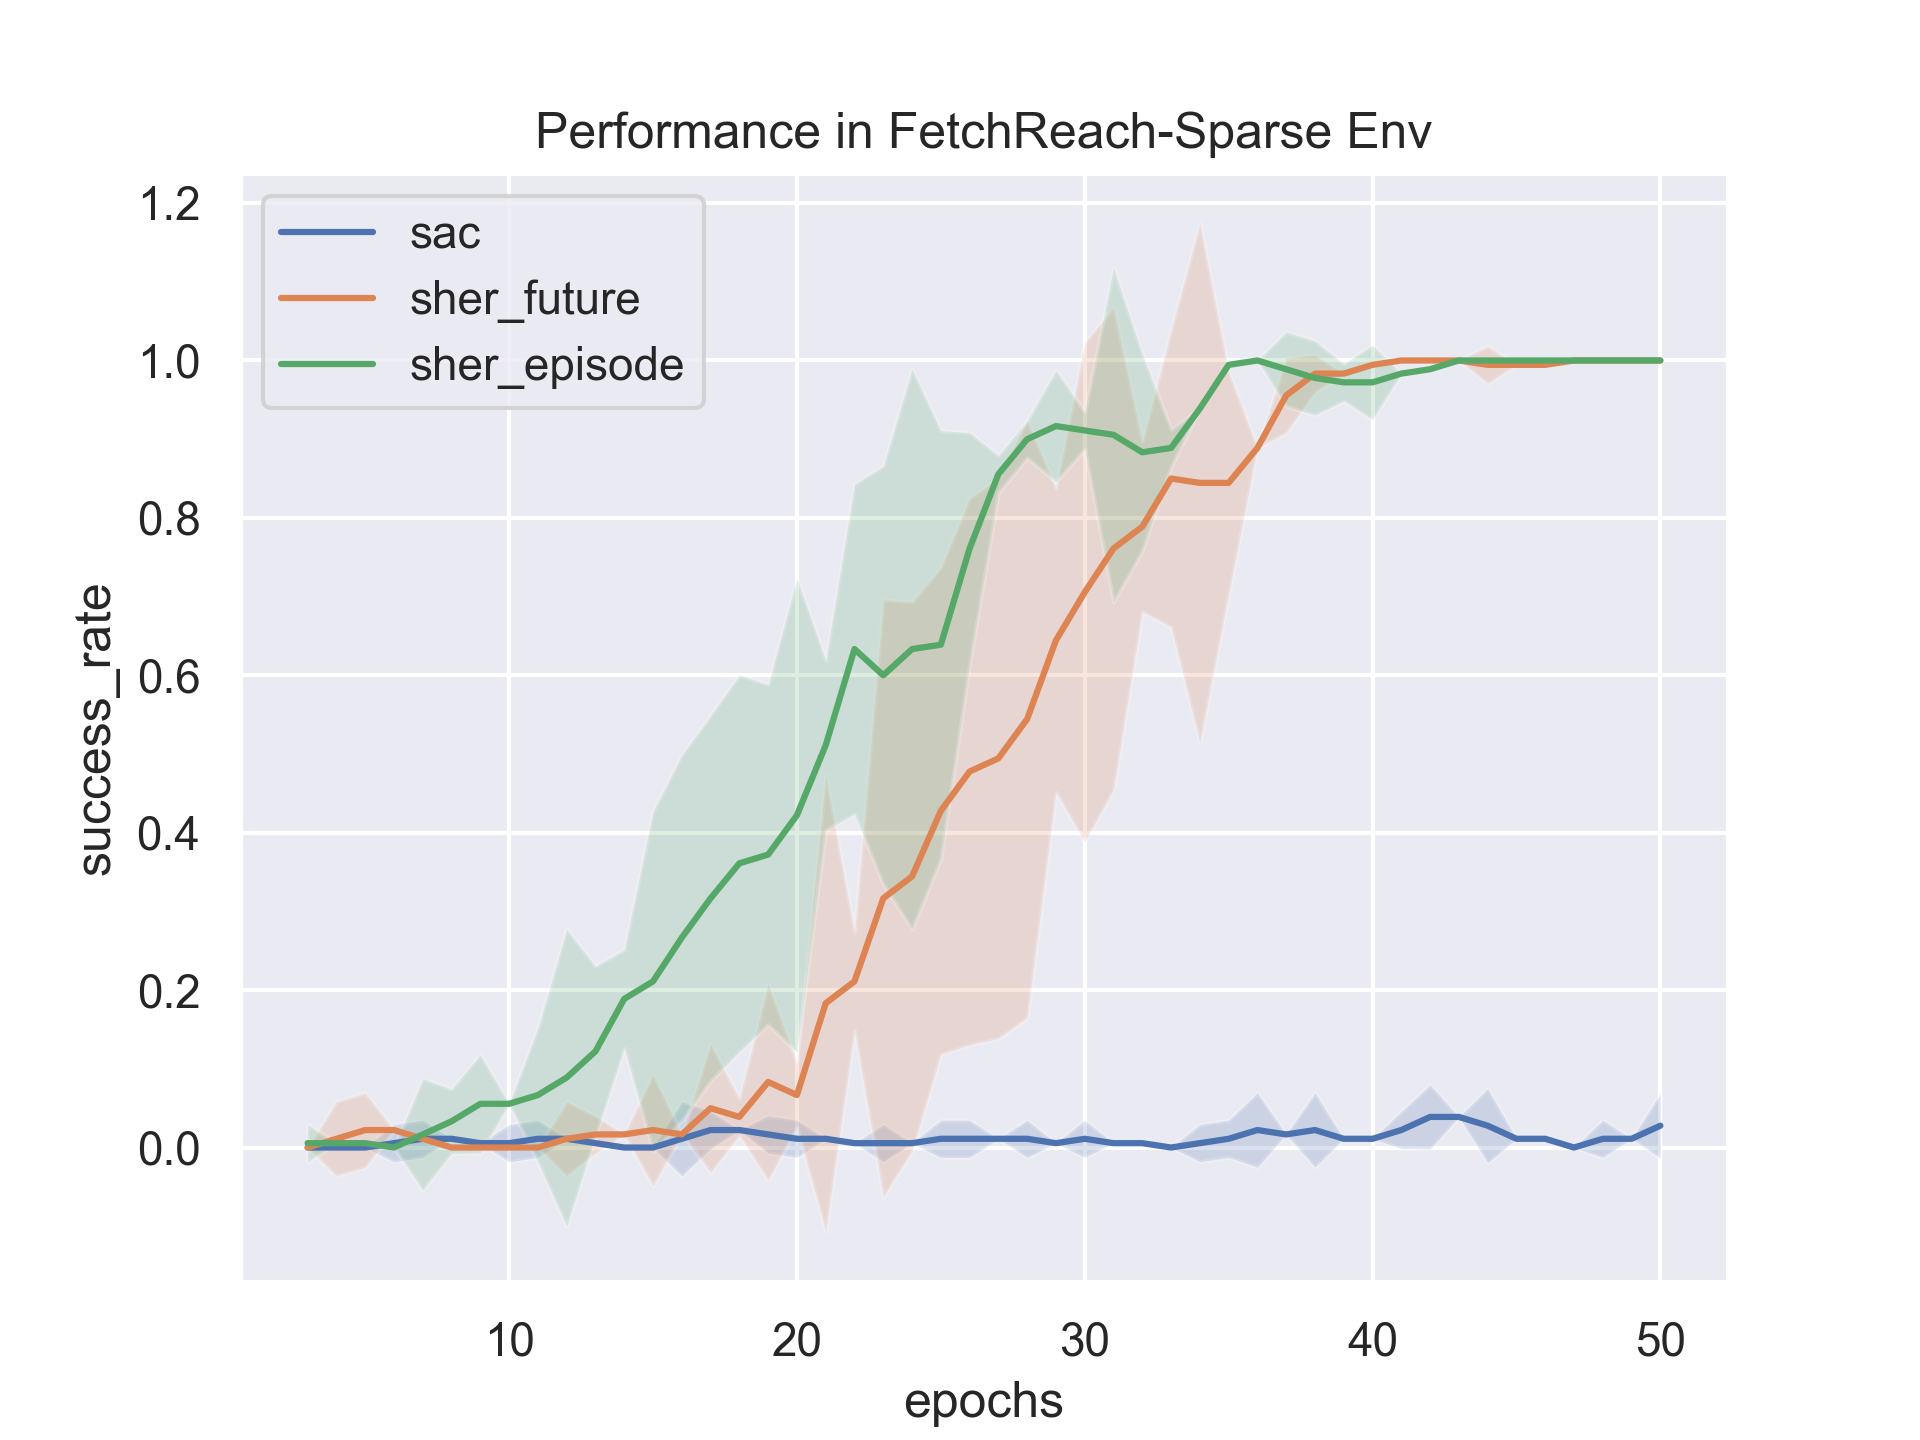 Performance in FetchReach-Sparse Env
1.2
1.0
0.8
0.6
0.4
0.2
0.0
success_rate
sac
sher_future
sher_episode
10 20 30 40 50
epochs